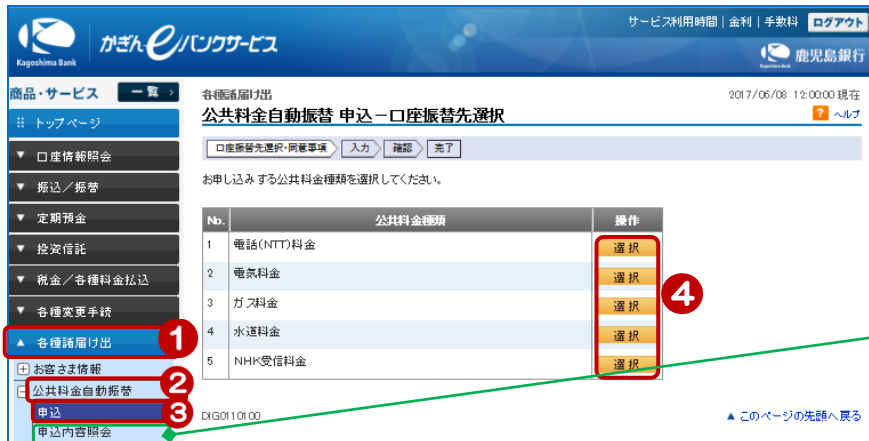 サービス利用時間 | 金利 | 手数料 ログアウト
Kagoshima Bank
かぎんeバンクサービス
鹿児島銀行
商品・サービス 一覧 ›
トップページ
▼ 口座情報照会
▼ 振込／振替
▼ 定期預金
▼ 投資信託
▼ 税金／各種料金払込
▼ 各種変更手続
▲ 各種諸届け出 1
+ お客さま情報
- 公共料金自動振替 2
申込 3
申込内容照会
各種諸届け出
2017/06/08 12:00:00 現在
公共料金自動振替 申込－口座振替先選択
? ヘルプ
口座振替先選択・同意事項 入力 確認 完了
お申し込みする公共料金種類を選択してください。
No. 公共料金種類 操作
1 電話(NTT)料金 選択
2 電気料金 選択
3 ガス料金 選択
4 水道料金 選択
5 NHK受信料金 選択
4
DIG0110100
▲ このページの先頭へ戻る